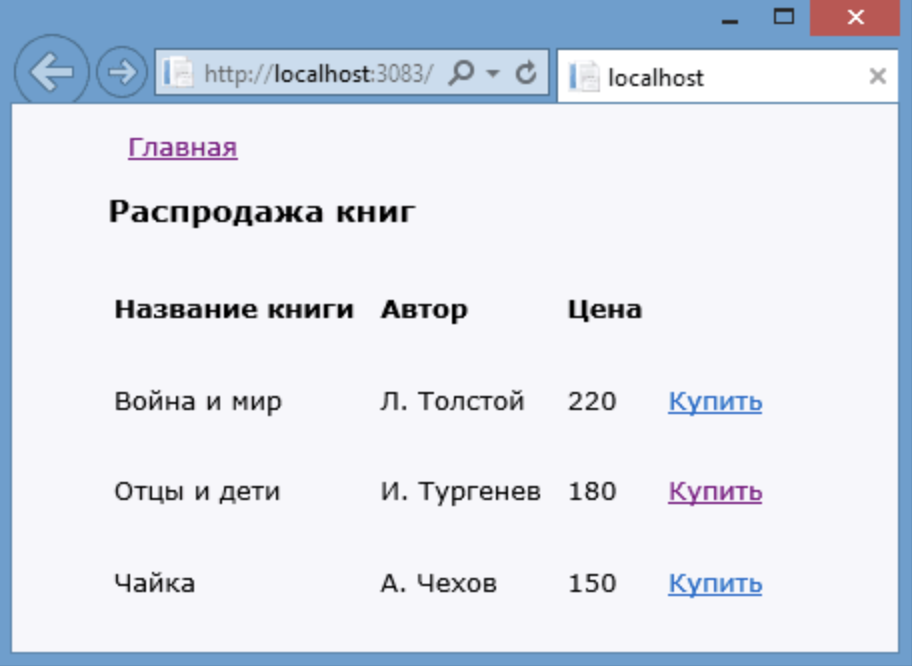 http://localhost:3083/
localhost
Главная
Распродажа книг
Название книги Автор Цена
Война и мир Л. Толстой 220 Купить
Отцы и дети И. Тургенев 180 Купить
Чайка А. Чехов 150 Купить